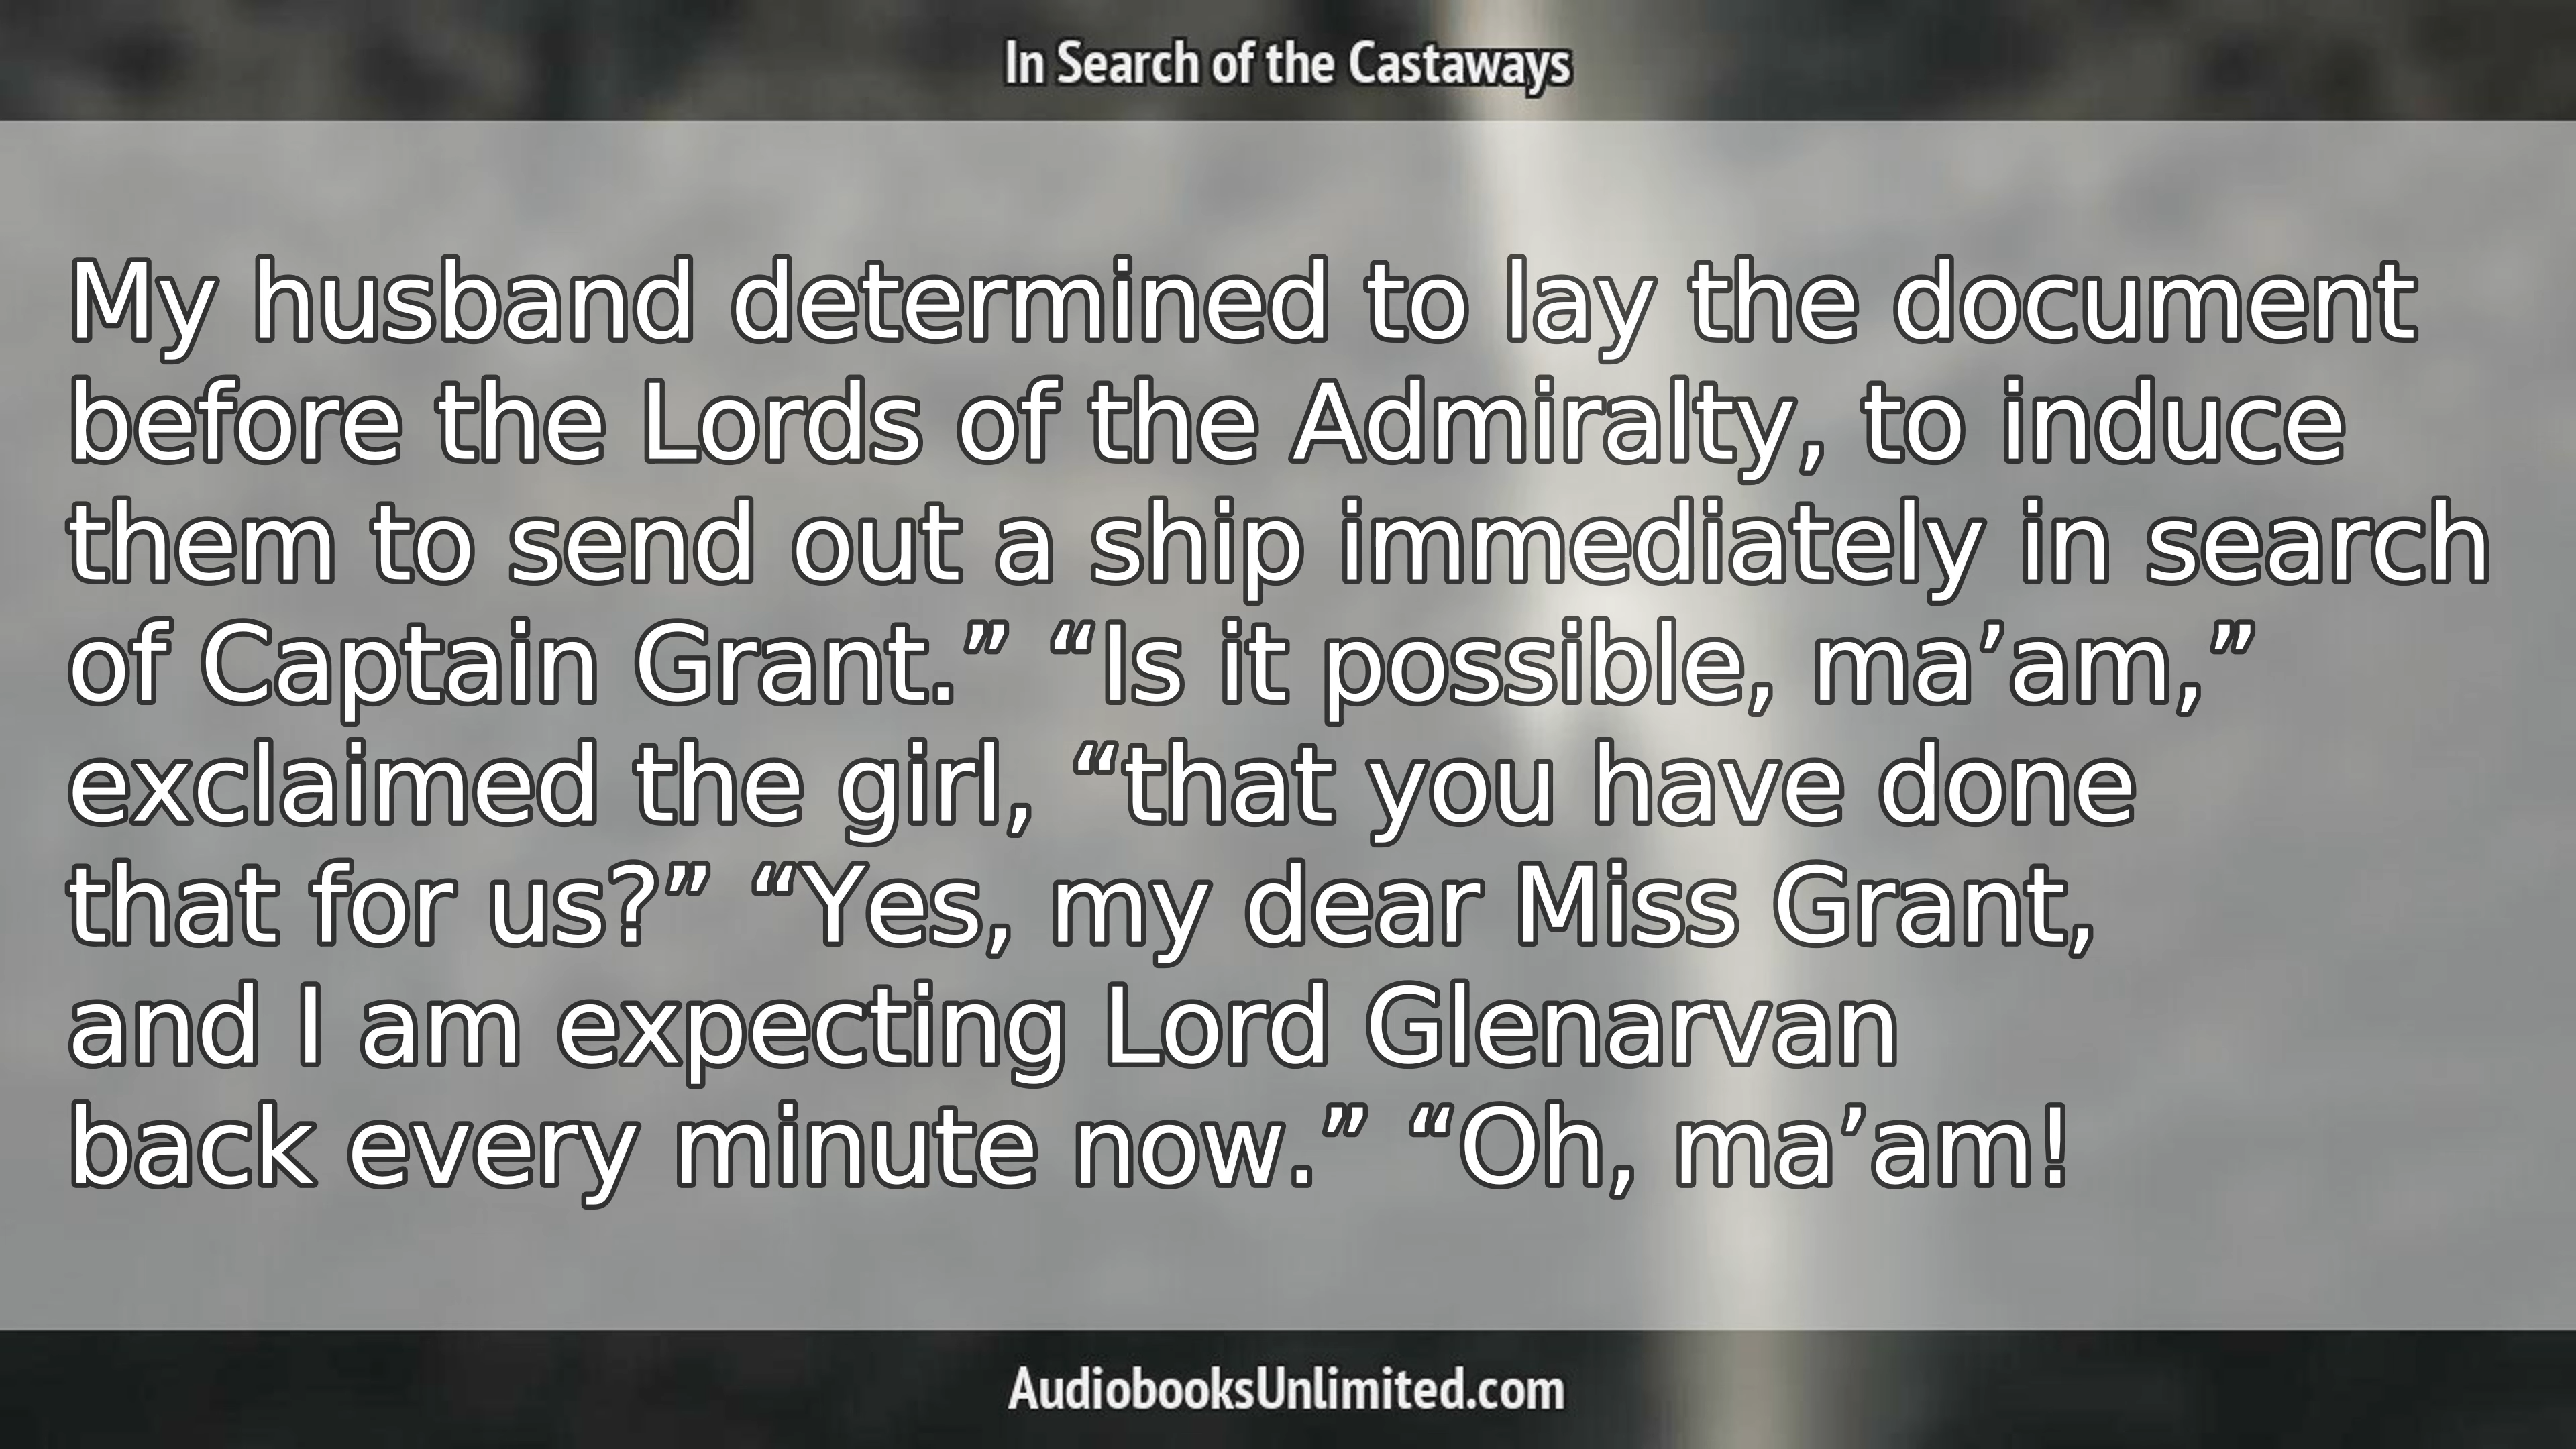 In Search of the Castaways
My husband determined to lay the document
before the Lords of the Admiralty, to induce
them to send out a ship immediately in search
of Captain Grant.” “Is it possible, ma’am,”
exclaimed the girl, “that you have done
that for us?” “Yes, my dear Miss Grant,
and I am expecting Lord Glenarvan
back every minute now.” “Oh, ma’am!
AudiobooksUnlimited.com